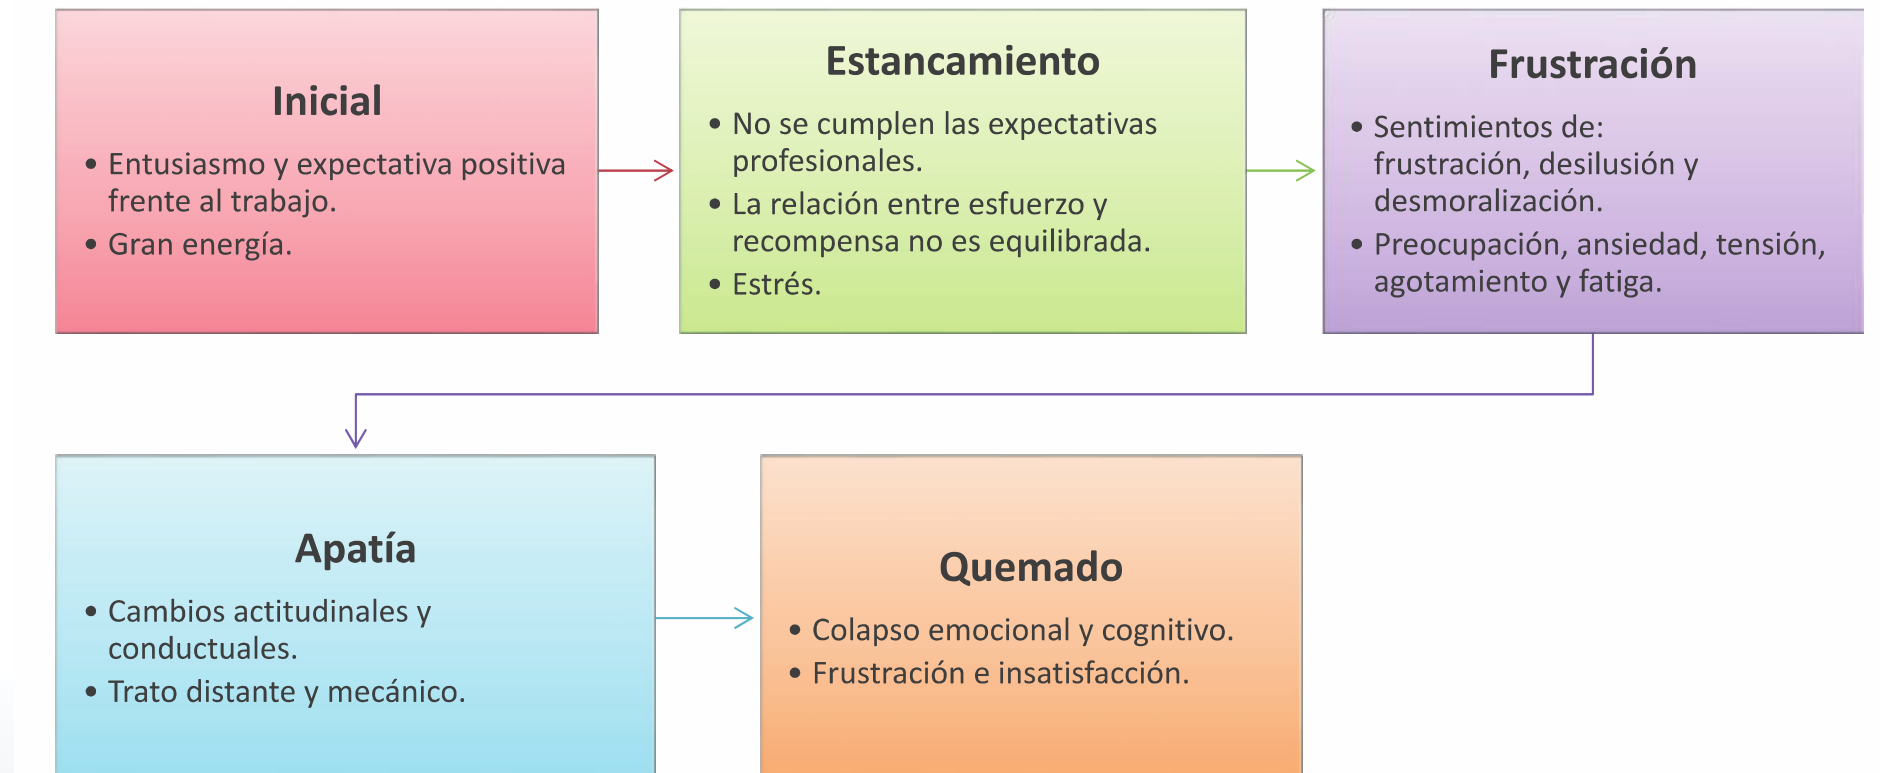 Inicial
• Entusiasmo y expectativa positiva
frente al trabajo.
• Gran energía.
Estancamiento
• No se cumplen las expectativas
profesionales.
• La relación entre esfuerzo y
recompensa no es equilibrada.
• Estrés.
Frustración
• Sentimientos de:
frustración, desilusión y
desmoralización.
• Preocupación, ansiedad, tensión,
agotamiento y fatiga.
Apatía
• Cambios actitudinales y
conductuales.
• Trato distante y mecánico.
Quemado
• Colapso emocional y cognitivo.
• Frustración e insatisfacción.